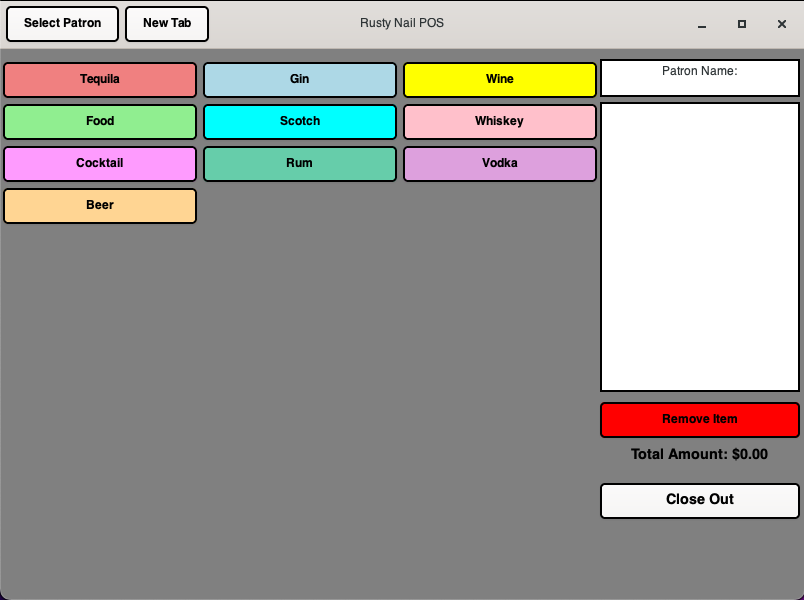 Select Patron
New Tab
Rusty Nail POS
Tequila
Gin
Wine
Patron Name:
Food
Scotch
Whiskey
Cocktail
Rum
Vodka
Beer
Remove Item
Total Amount: $0.00
Close Out